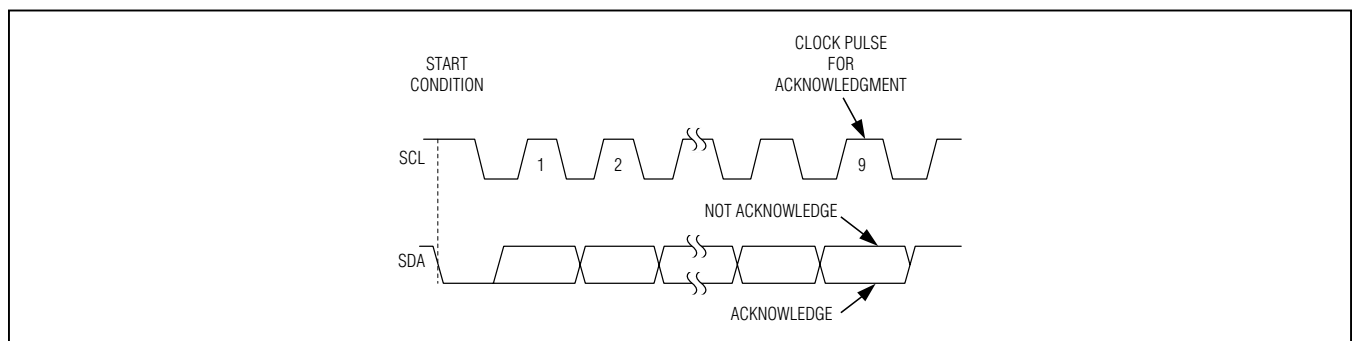 START
CONDITION
CLOCK PULSE
FOR
ACKNOWLEDGMENT
SCL
1
2
9
NOT ACKNOWLEDGE
SDA
ACKNOWLEDGE